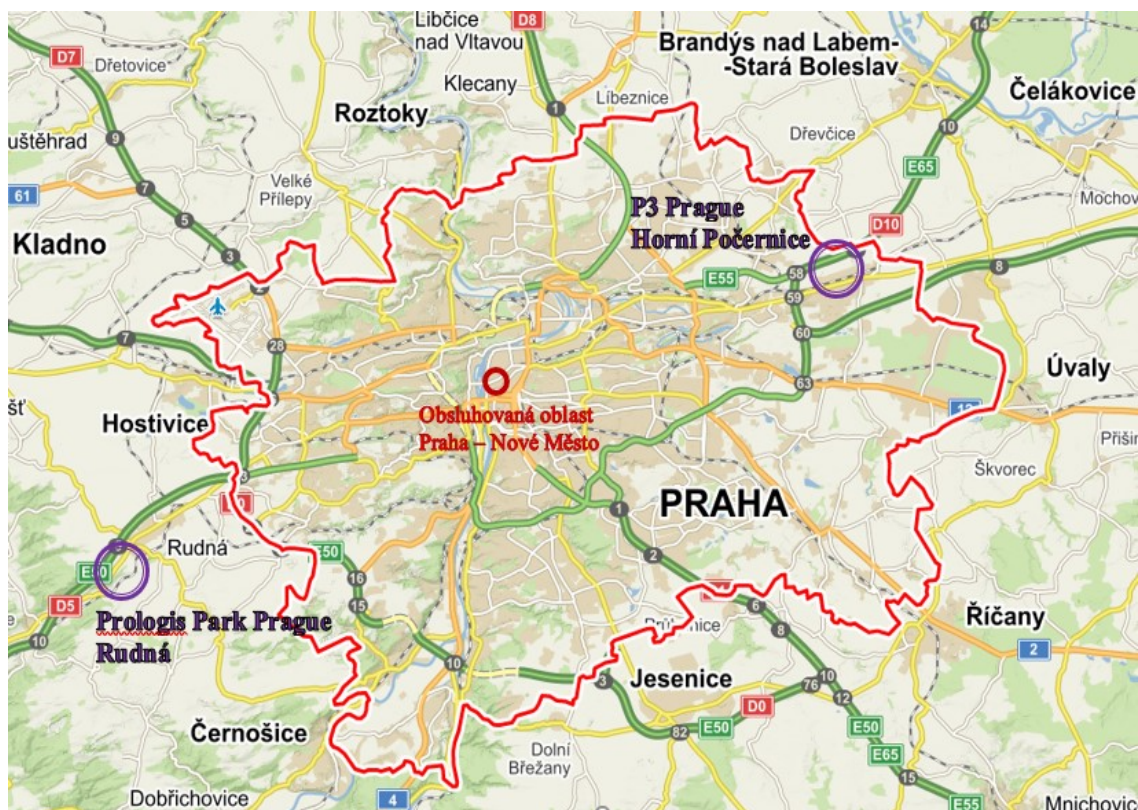 D7
Dřetovice
Libčice
nad Vltavou
D8
Klecany
Brandýs nad Labem-
-Stará Boleslav
14
Čelákovice
Roztoky
1
Líbeznice
Dřevčice
10
9
E65
61
7
Velké
Přílepy
5
3
Kladno
P3 Prague
Horní Počernice
D10
E55
58
59
8
60
7
28
63
Úvaly
Obsluhovaná oblast
Praha – Nové Město
Hostivice
12
Škvorec
PRAHA
1
2
Rudná
E50
E50
16
15
D5
10
Prologis Park Prague
Rudná
10
6
8
Říčany
2
Jesenice
3
76
10
12
D0
82
E50
E50
E65
Černošice
Dolní
Břežany
15
Dobřichovice
4
E55
Mnichovic